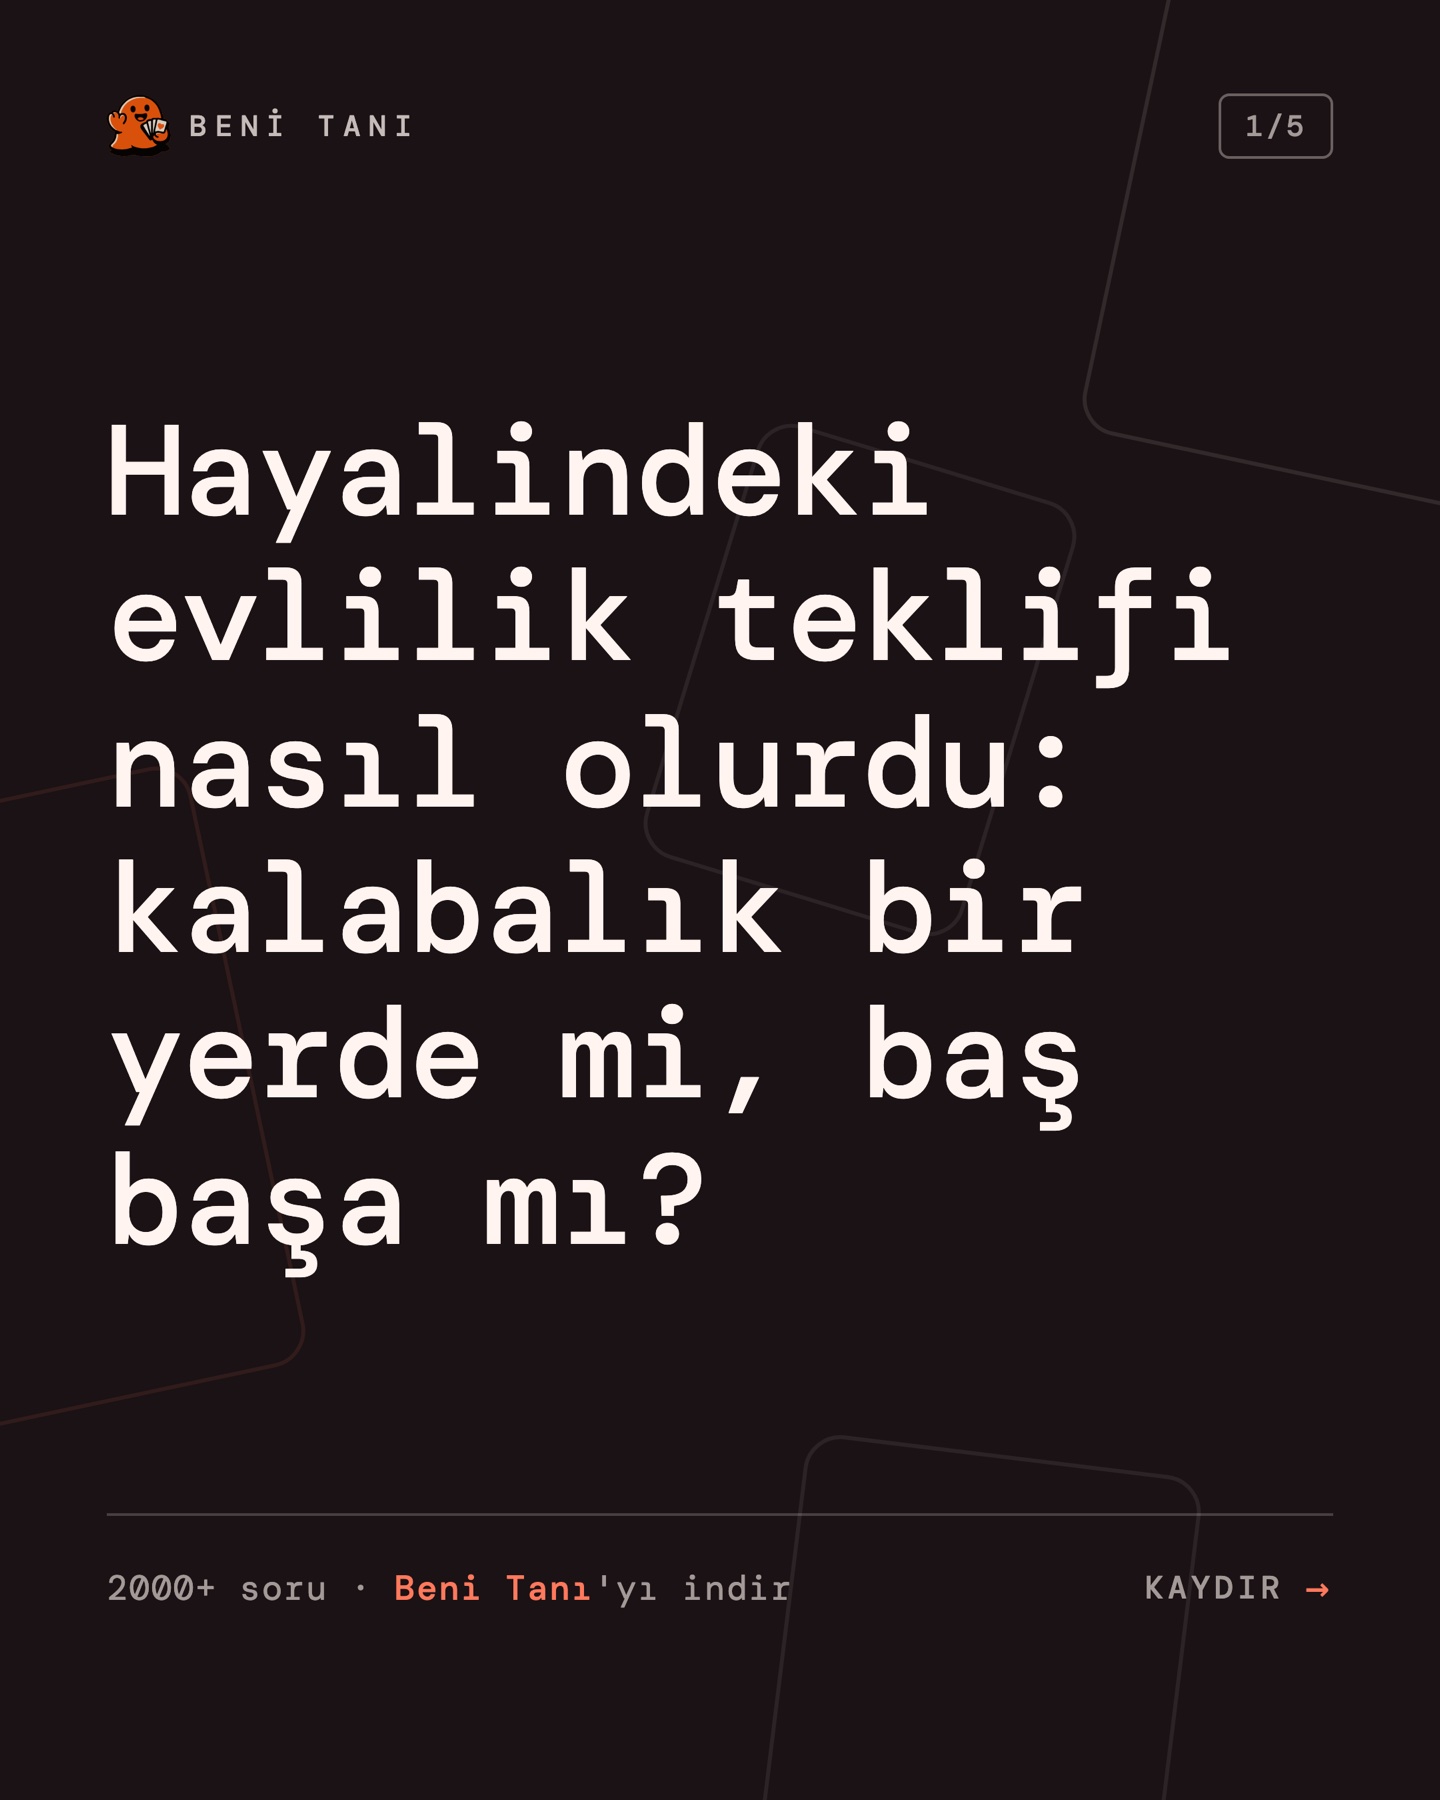 BENİ TANI
1/5
Hayalindeki
evlilik teklifi
nasıl olurdu:
kalabalık bir
yerde mi, baş
başa mı?
2000+ soru · Beni Tanı'yı indir
KAYDIR →